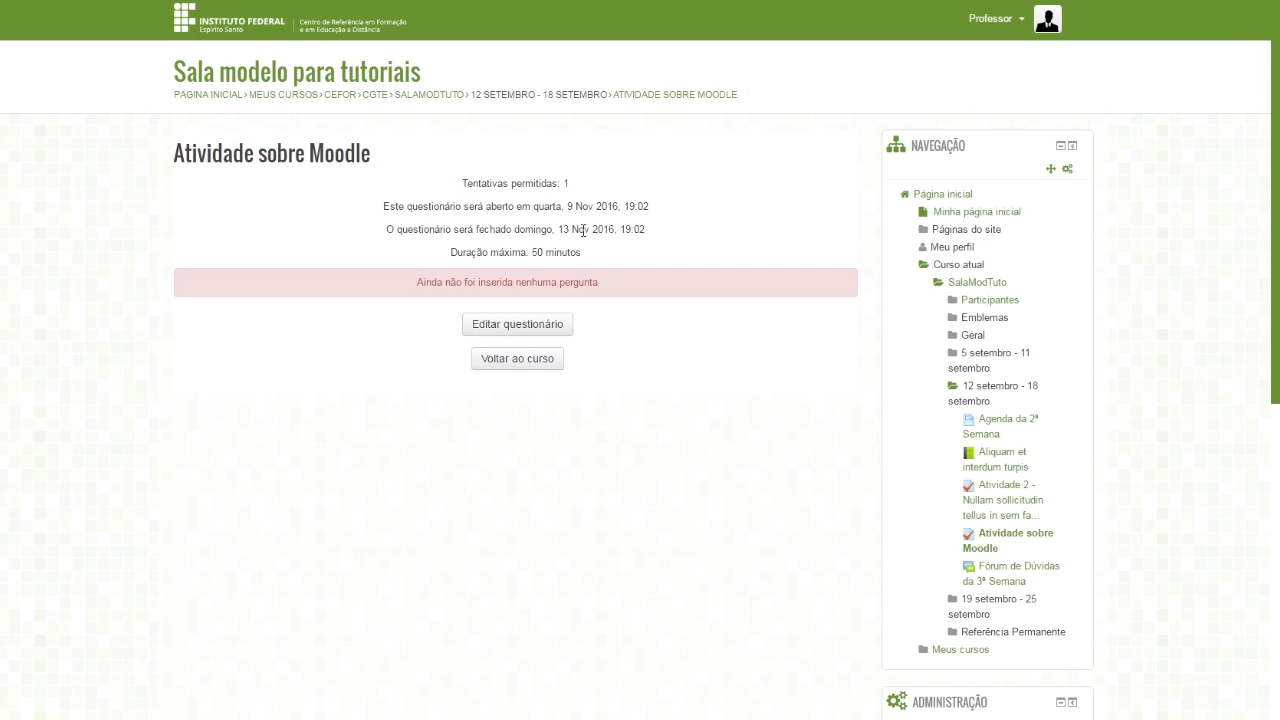 INSTITUTO FEDERAL
Espírito Santo
Centro de Referência em Formação
e em Educação a Distância
Professor
Sala modelo para tutoriais
PAGINA INICIAL › MEUS CURSOS › CEFOR › CGTE › SALAMODTUTO › 12 SETEMBRO - 18 SETEMBRO › ATIVIDADE SOBRE MOODLE
Atividade sobre Moodle
Tentativas permitidas: 1
Este questionário será aberto em quarta, 9 Nov 2016, 19:02
O questionário será fechado domingo, 13 Nov 2016, 19:02
Duração máxima: 50 minutos
Ainda não foi inserida nenhuma pergunta
Editar questionário
Voltar ao curso
NAVEGAÇÃO
Página inicial
Minha página inicial
Páginas do site
Meu perfil
Curso atual
SalaModTuto
Participantes
Emblemas
Geral
5 setembro - 11
setembro
12 setembro - 18
setembro
Agenda da 2ª
Semana
Aliquam et
interdum turpis
Atividade 2 -
Nullam sollicitudin
tellus in sem fa...
Atividade sobre
Moodle
Fórum de Dúvidas
da 3ª Semana
19 setembro - 25
setembro
Referência Permanente
Meus cursos
ADMINISTRAÇÃO